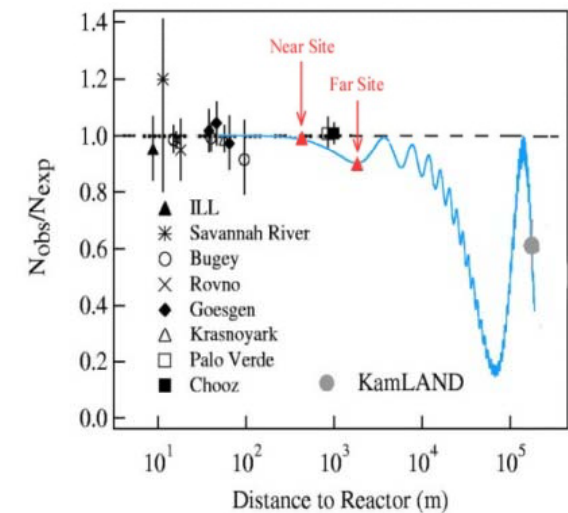 1.4
1.2
1.0
0.8
0.6
0.4
0.2
0.0
Nobs/Nexp
Near Site
Far Site
ILL
Savannah River
Bugey
Rovno
Goesgen
Krasnoyark
Palo Verde
Chooz
KamLAND
10¹ 10² 10³ 10⁴ 10⁵
Distance to Reactor (m)